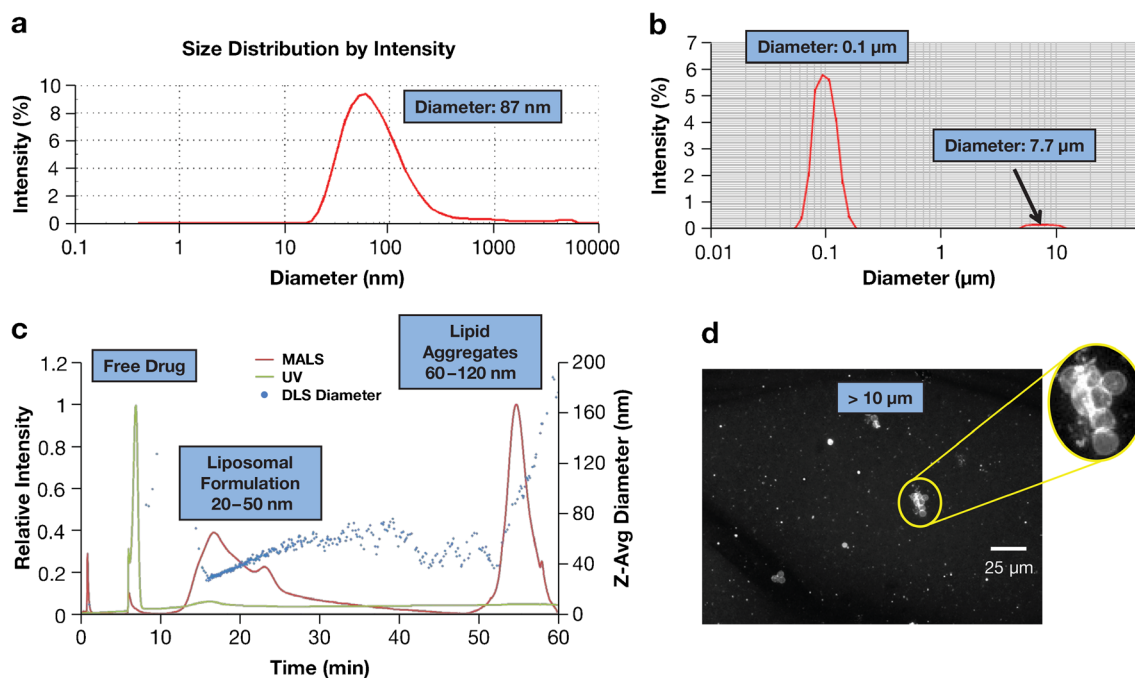 a
Size Distribution by Intensity
Intensity (%)
10
8
6
4
2
0
Diameter: 87 nm
0.1
1
10
100
1000
10000
Diameter (nm)
b
Intensity (%)
7
6
5
4
3
2
1
0
Diameter: 0.1 µm
Diameter: 7.7 µm
0.01
0.1
1
10
Diameter (µm)
c
Relative Intensity
1.2
1
0.8
0.6
0.4
0.2
0
Free Drug
MALS
UV
DLS Diameter
Liposomal
Formulation
20–50 nm
Lipid
Aggregates
60–120 nm
200
160
120
80
40
0
Z-Avg Diameter (nm)
0
10
20
30
40
50
60
Time (min)
d
> 10 µm
25 µm